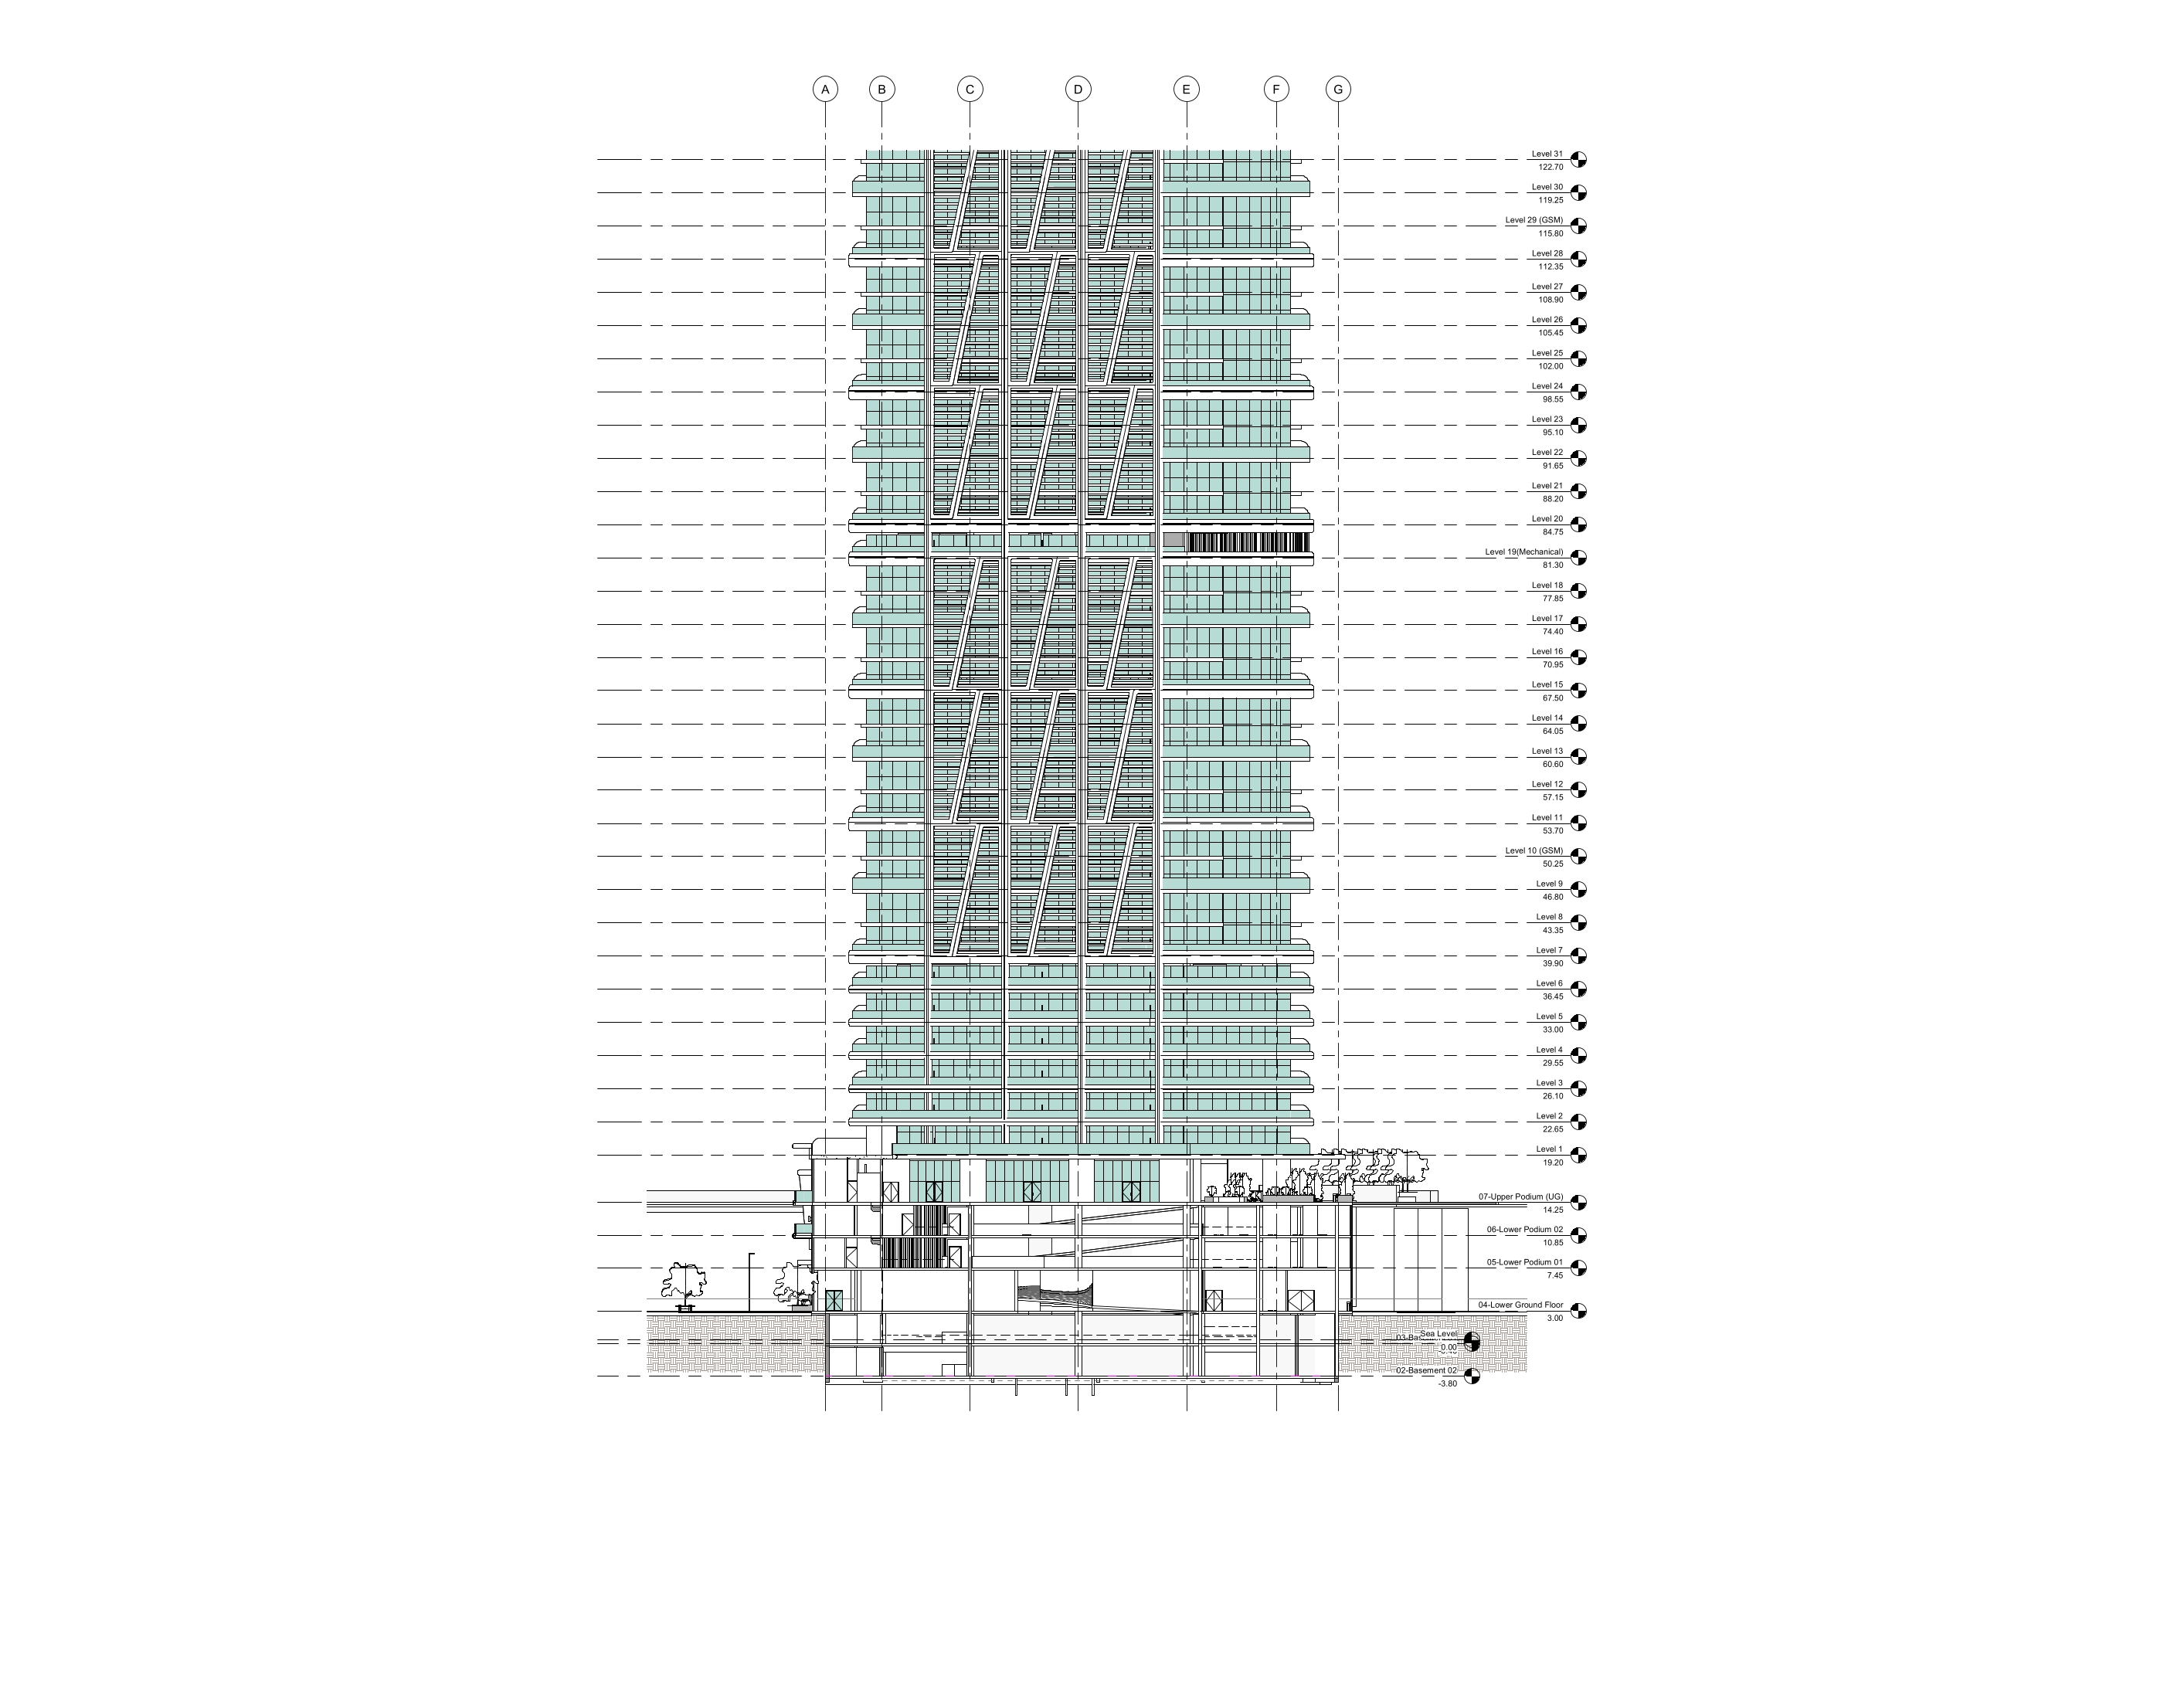 A B C D E F G
Level 31
122.70
Level 30
119.25
Level 29 (GSM)
115.80
Level 28
112.35
Level 27
108.90
Level 26
105.45
Level 25
102.00
Level 24
98.55
Level 23
95.10
Level 22
91.65
Level 21
88.20
Level 20
84.75
Level 19(Mechanical)
81.30
Level 18
77.85
Level 17
74.40
Level 16
70.95
Level 15
67.50
Level 14
64.05
Level 13
60.60
Level 12
57.15
Level 11
53.70
Level 10 (GSM)
50.25
Level 9
46.80
Level 8
43.35
Level 7
39.90
Level 6
36.45
Level 5
33.00
Level 4
29.55
Level 3
26.10
Level 2
22.65
Level 1
19.20
07-Upper Podium (UG)
14.25
06-Lower Podium 02
10.85
05-Lower Podium 01
7.45
04-Lower Ground Floor
3.00
Sea Level
0.00
02-Basement 02
-3.80